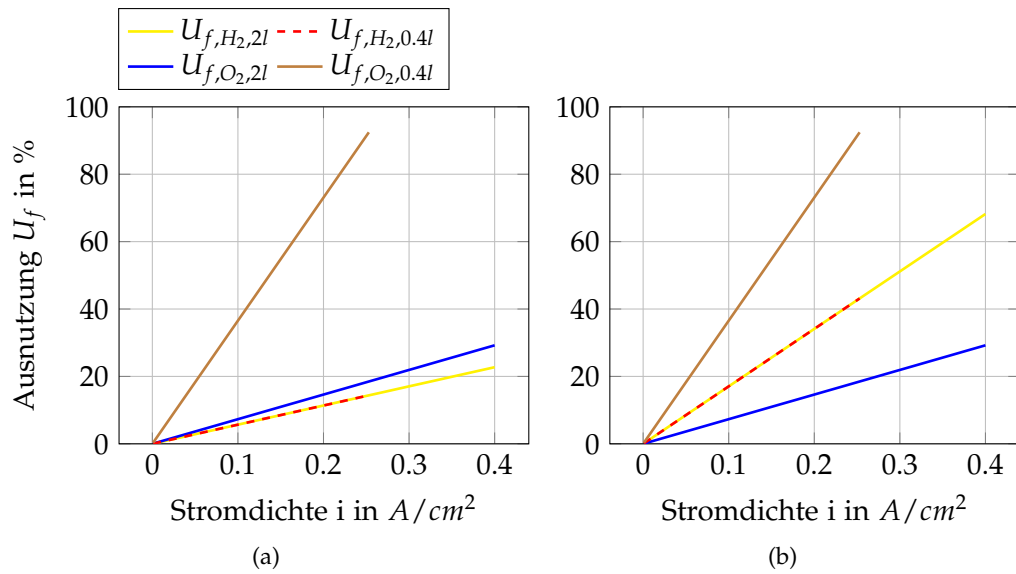 U_{f,H_2,2l} U_{f,H_2,0.4l}
U_{f,O_2,2l} U_{f,O_2,0.4l}
Ausnutzung U_f in %
100
80
60
40
20
0
0 0.1 0.2 0.3 0.4
Stromdichte i in A/cm^2
(a)
100
80
60
40
20
0
0 0.1 0.2 0.3 0.4
Stromdichte i in A/cm^2
(b)